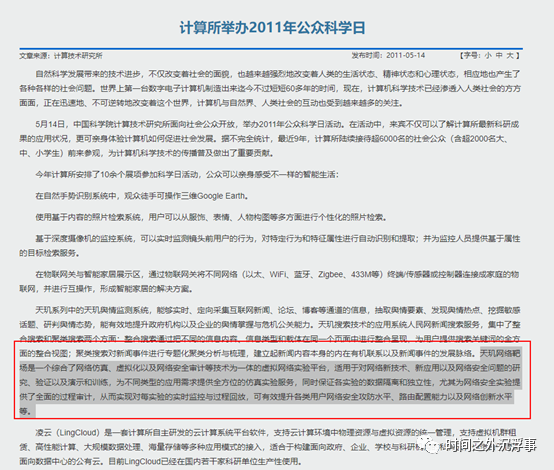 计算所举办2011年公众科学日
文章来源：计算技术研究所 发布时间：2011-05-14 【字号：小 中 大】
自然科学发展带来的技术进步，不仅改变着社会的面貌，也越来越强烈地改变着人类的生活状态、精神状态和心理状态，相应地也产生了
各种各样的社会问题。世界上第一台数字电子计算机制造出来迄今不过短短60多年的时间，现在，计算机科学技术已经渗透入人类社会的方方
面面，正在迅速地、不可逆转地改变着这个世界，计算机与自然界、人类社会的互动也受到越来越多的关注。
5月14日，中国科学院计算技术研究所面向社会公众开放，举办2011年公众科学日活动。在活动中，来宾不仅可以了解计算所最新科研成
果的应用状况，更可亲身体验计算机如何促进社会发展。据不完全统计，最近9年，计算所陆续接待超6000名的社会公众（含超2000名大、
中、小学生）前来参观，为计算机科学技术的传播普及做出了重要贡献。
今年计算所安排了10余个展项参加科学日活动，公众可以亲身感受不一样的智能生活：
在自然手势识别系统中，观众徒手可操作三维Google Earth。
使用基于内容的照片检索系统，用户可以从服饰、表情、人物构图等多方面进行个性化的照片检索。
基于深度摄像机的监控系统，可以实时监测镜头前用户的行为，对特定行为和特征属性进行自动识别和提取；并为监控人员提供基于属性
的目标检索服务。
在物联网关与智能家居展示区，通过物联网关将不同网络（以太、WiFi、蓝牙、Zigbee、433M等）终端/传感器或控制器连接成家庭的物
联网，并进行互操作，形成智能家居的解决方案。
天玑系列中的天玑舆情监测系统，能够实时、定向采集互联网新闻、论坛、博客等通道的信息，抽取舆情要素、发现舆情热点、挖掘敏感
话题、研判舆情态势，能有效地提升政府机构以及企业的舆情掌握与危机公关能力。天玑搜索技术的应用系统人民网新闻搜索服务，集中了整
合搜索和聚类搜索两个方面：整合搜索通过把不同的信息内容、信息类型和载体在同一个页面中进行整合呈现，为用户提供搜索关键词的全方
面的整合视图；聚类搜索对新闻事件进行专题化聚类分析与梳理，建立起新闻内容本身的内在有机联系以及新闻事件的发展脉络。天玑网络靶
场是一个综合了网络仿真、虚拟化以及网络安全审计等技术为一体的虚拟网络实验平台，适用于对网络新技术、新应用以及网络安全问题的研
究、验证以及演示和训练，为不同类型的应用需求提供全方位的仿真实验服务，同时保证各实验的数据隔离和独立性，尤其为网络安全实验提
供了全面的过程审计，从而实现对每实验的实时监控与过程回放，可有效提升各类用户网络安全攻防水平、路由配置能力以及网络创新水平
等。
凌云（LingCloud）是一套计算所自主研发的云计算系统平台软件，支持云计算环境中物理资源与虚拟资源的统一管理，支持虚拟机群租
赁、高性能计算、大规模数据处理、海量存储等多种应用模式的接入，适合于构建面向政府、企业、学校与科研
面向数据中心的公有云。目前LingCloud已经在国内若干家科研单位生产性使用。
时间之外沉浮事